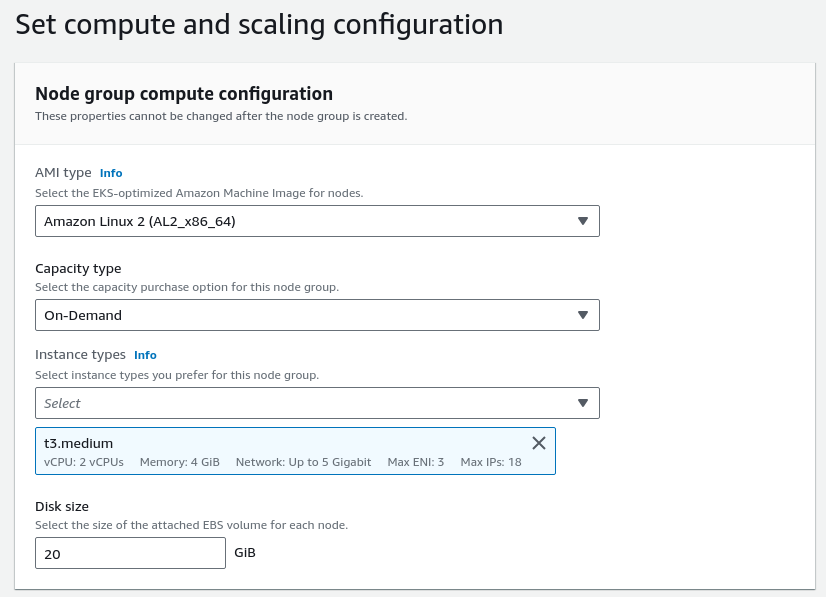 Set compute and scaling configuration
Node group compute configuration
These properties cannot be changed after the node group is created.
AMI type Info
Select the EKS-optimized Amazon Machine Image for nodes.
Amazon Linux 2 (AL2_x86_64)
Capacity type
Select the capacity purchase option for this node group.
On-Demand
Instance types Info
Select instance types you prefer for this node group.
Select
t3.medium
vCPU: 2 vCPUs Memory: 4 GiB Network: Up to 5 Gigabit Max ENI: 3 Max IPs: 18
Disk size
Select the size of the attached EBS volume for each node.
20 GiB